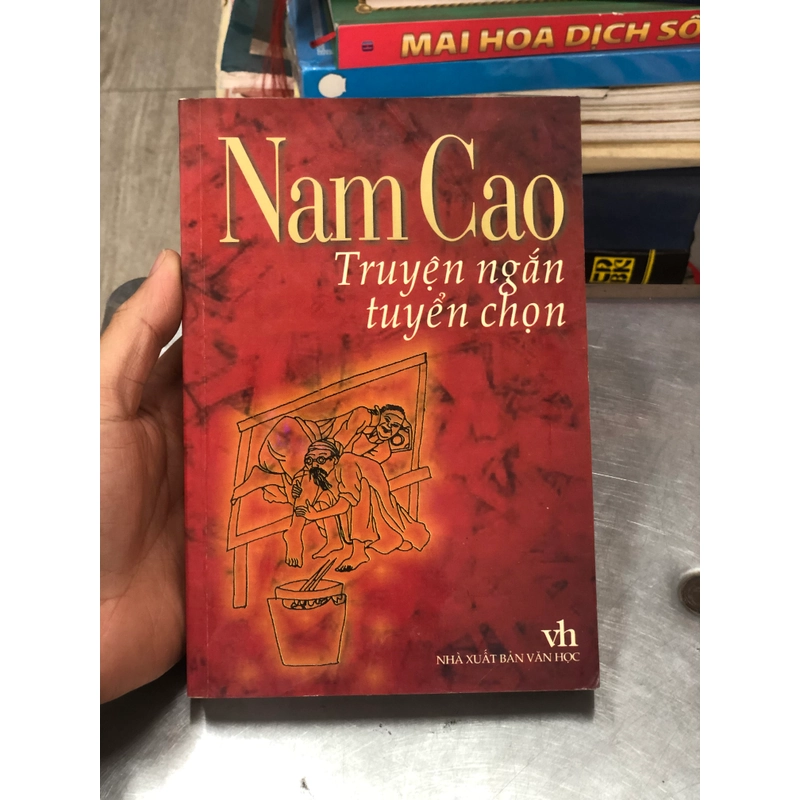 MAI HOA DỊCH SỐ
Nam Cao
Truyện ngắn
tuyển chọn
vh
NHÀ XUẤT BẢN VĂN HỌC